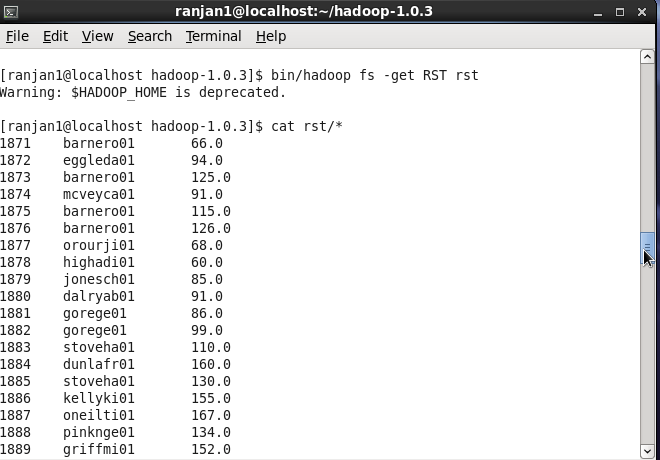 ranjan1@localhost:~/hadoop-1.0.3
File Edit View Search Terminal Help
[ranjan1@localhost hadoop-1.0.3]$ bin/hadoop fs -get RST rst
Warning: $HADOOP_HOME is deprecated.
[ranjan1@localhost hadoop-1.0.3]$ cat rst/*
1871 barnero01 66.0
1872 eggleda01 94.0
1873 barnero01 125.0
1874 mcveyca01 91.0
1875 barnero01 115.0
1876 barnero01 126.0
1877 orourji01 68.0
1878 highadi01 60.0
1879 jonesch01 85.0
1880 dalryab01 91.0
1881 gorege01 86.0
1882 gorege01 99.0
1883 stoveha01 110.0
1884 dunlafr01 160.0
1885 stoveha01 130.0
1886 kellyki01 155.0
1887 oneilti01 167.0
1888 pinknge01 134.0
1889 griffmi01 152.0